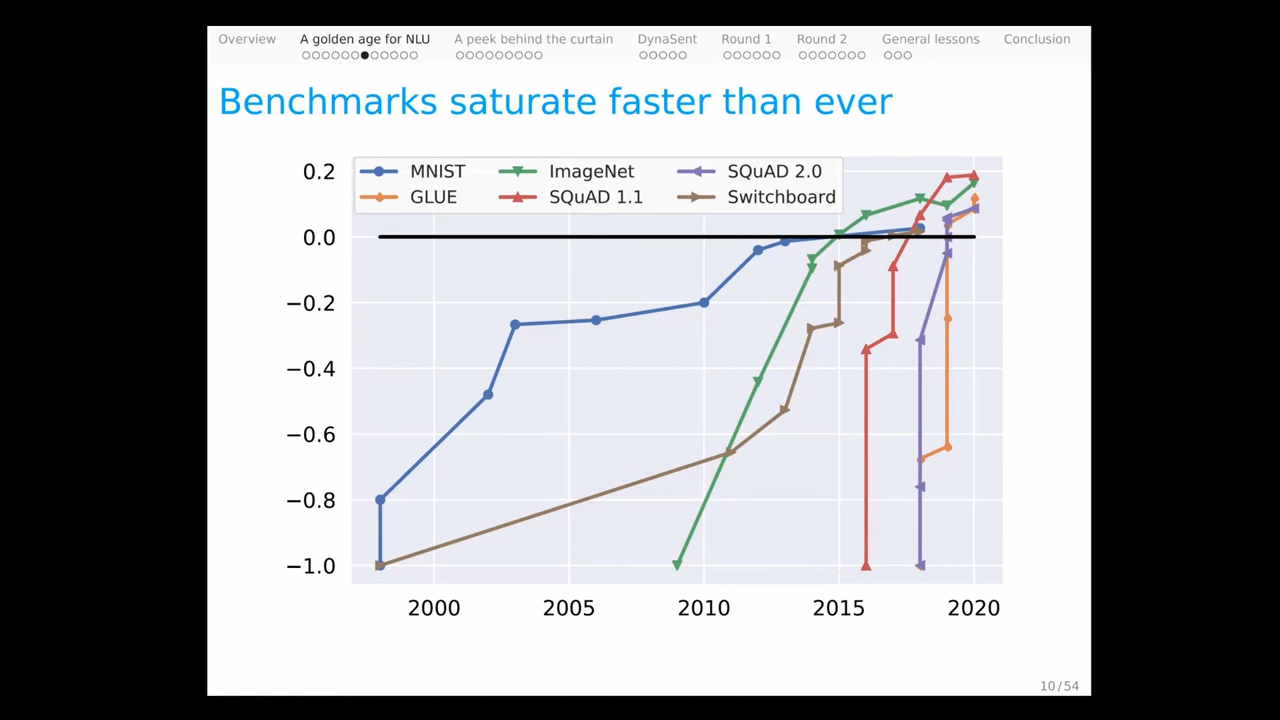 Overview A golden age for NLU A peek behind the curtain DynaSent Round 1 Round 2 General lessons Conclusion
Benchmarks saturate faster than ever
MNIST ImageNet SQuAD 2.0
GLUE SQuAD 1.1 Switchboard
0.2
0.0
−0.2
−0.4
−0.6
−0.8
−1.0
2000 2005 2010 2015 2020
10 / 54